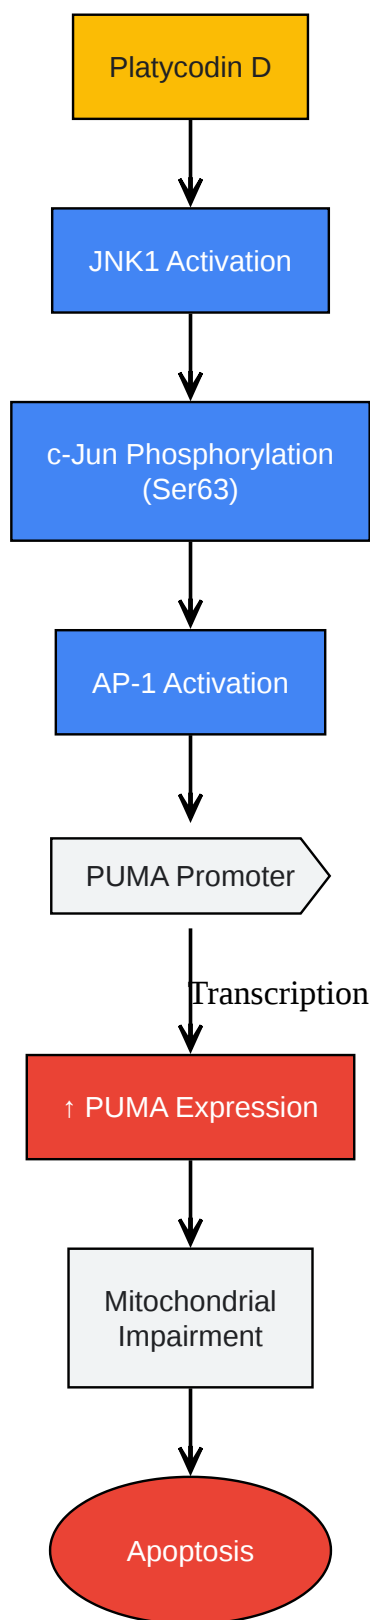 Platycodin D
JNK1 Activation
c-Jun Phosphorylation
(Ser63)
AP-1 Activation
PUMA Promoter
Transcription
↑ PUMA Expression
Mitochondrial
Impairment
Apoptosis